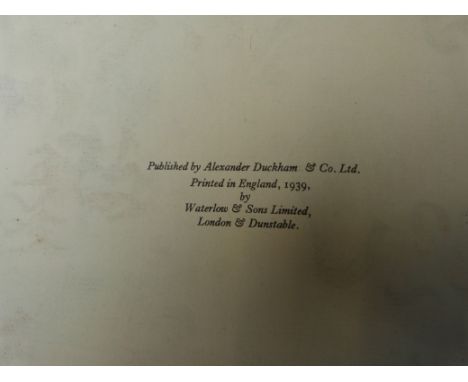 Published by Alexander Duckham & Co. Ltd.
Printed in England, 1939,
by
Waterlow & Sons Limited,
London & Dunstable.